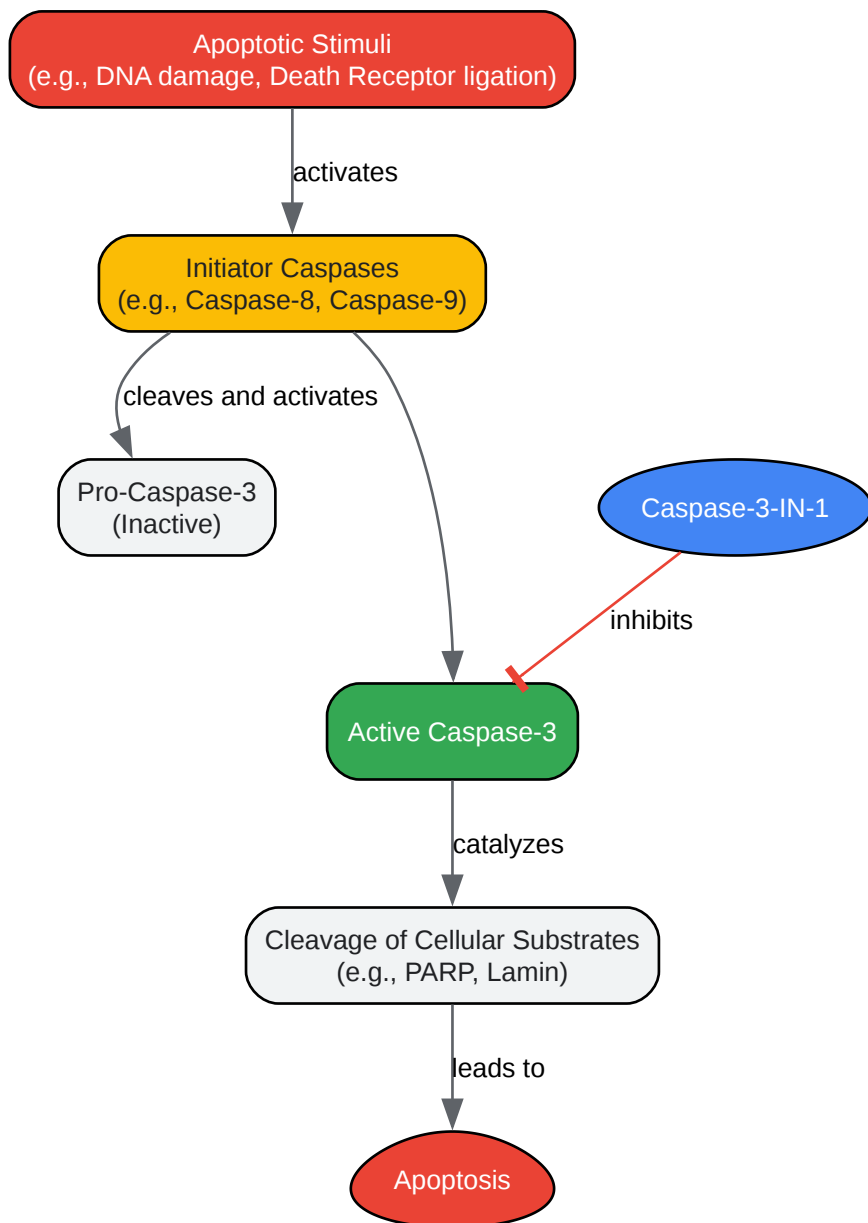 Apoptotic Stimuli
(e.g., DNA damage, Death Receptor ligation)
activates
Initiator Caspases
(e.g., Caspase-8, Caspase-9)
cleaves and activates
Pro-Caspase-3
(Inactive)
Caspase-3-IN-1
inhibits
Active Caspase-3
catalyzes
Cleavage of Cellular Substrates
(e.g., PARP, Lamin)
leads to
Apoptosis